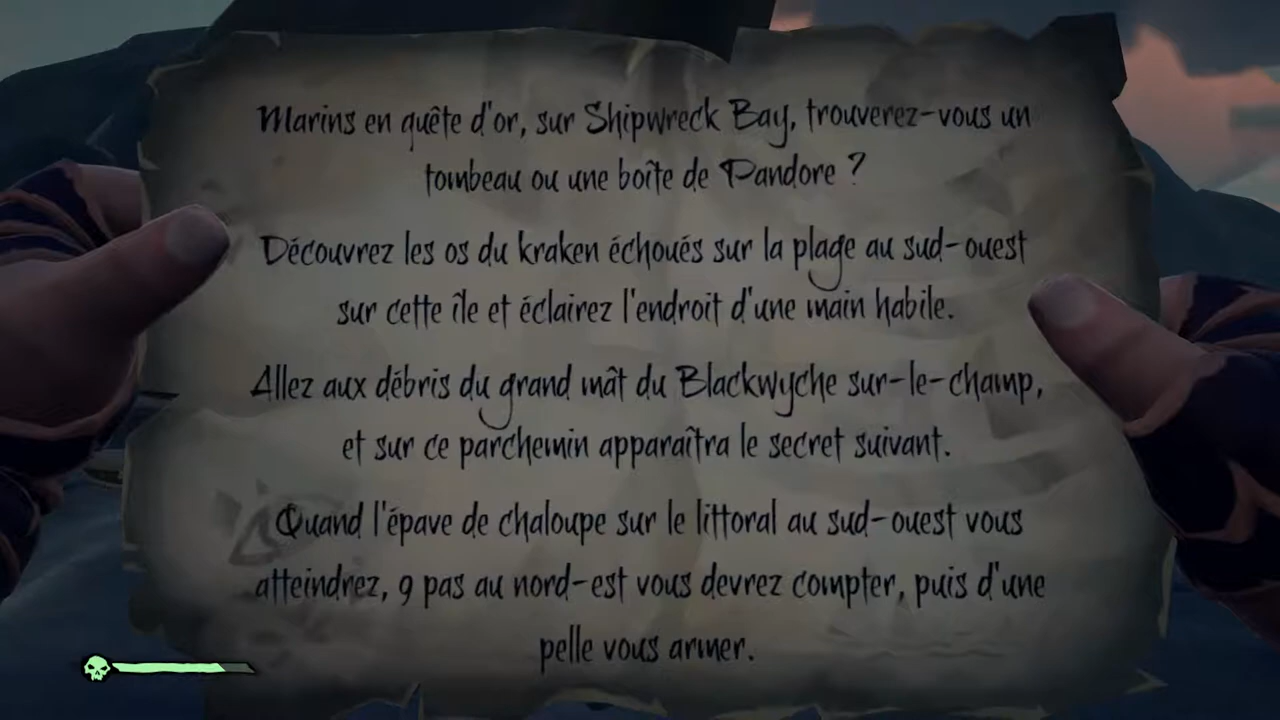 Marins en quête d'or, sur Shipwreck Bay, trouverez-vous un
tombeau ou une boîte de Pandore ?
Découvrez les os du kraken échoués sur la plage au sud-ouest
sur cette île et éclairez l'endroit d'une main habile.
Allez aux débris du grand mât du Blackwyche sur-le-champ,
et sur ce parchemin apparaîtra le secret suivant.
Quand l'épave de chaloupe sur le littoral au sud-ouest vous
atteindrez, 9 pas au nord-est vous devrez compter, puis d'une
pelle vous armer.